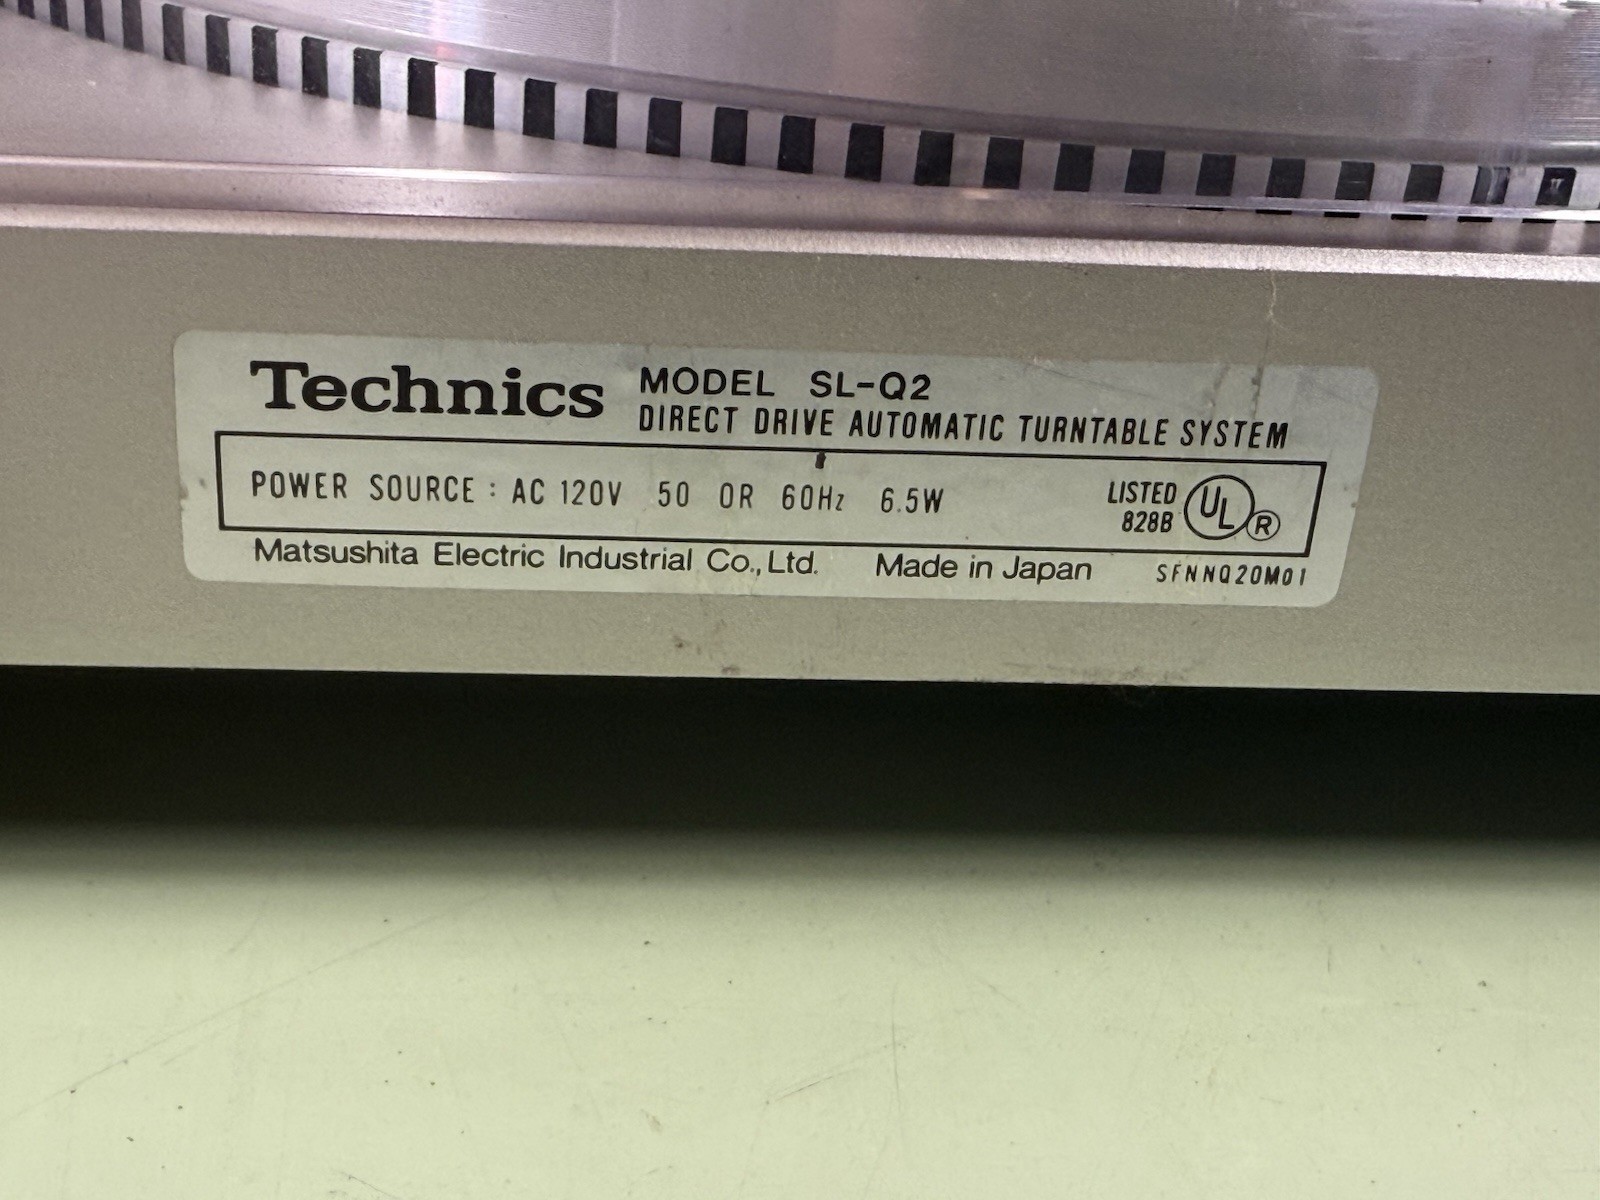 Technics MODEL SL-Q2
DIRECT DRIVE AUTOMATIC TURNTABLE SYSTEM
POWER SOURCE : AC 120V 50 OR 60Hz 6.5W
LISTED
828B
UL ®
Matsushita Electric Industrial Co., Ltd. Made in Japan SFNNQ20M01